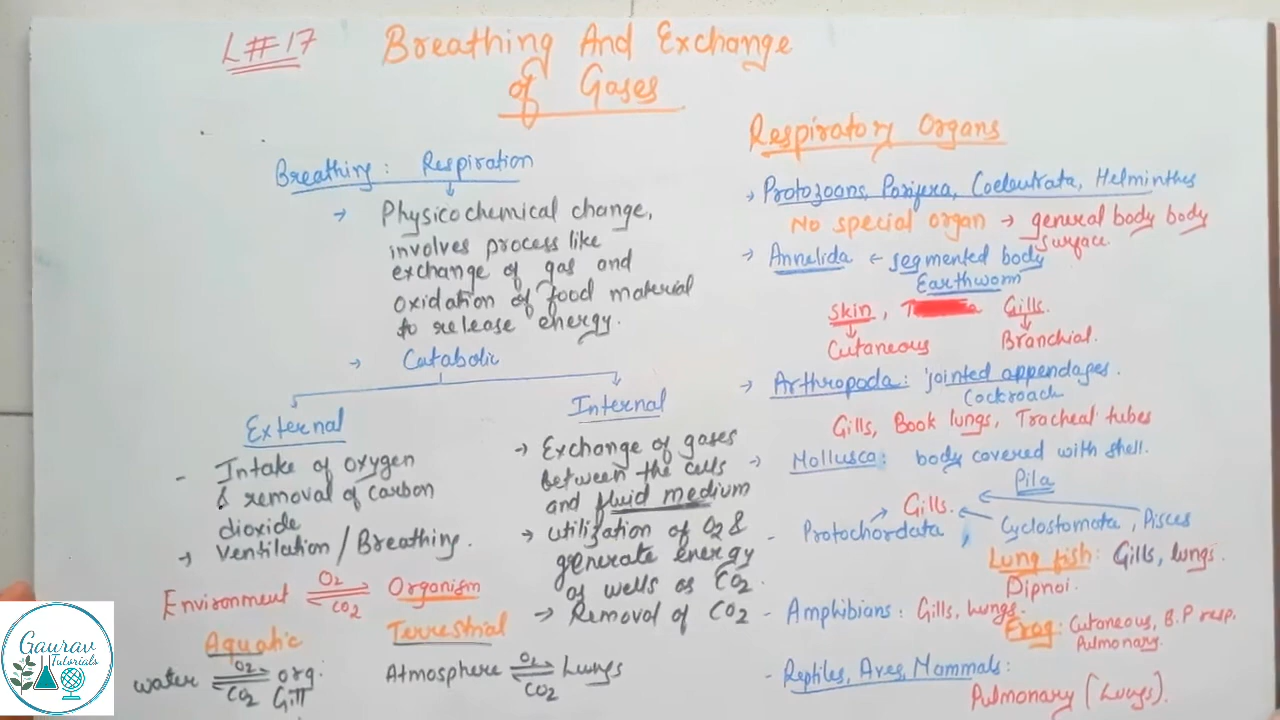 L#17 Breathing And Exchange
of Gases
Breathing: Respiration
→ Physicochemical change,
involves process like
exchange of gas and
oxidation of food material
to release energy.
→ Catabolic
External
- Intake of oxygen
& removal of carbon
dioxide
→ Ventilation / Breathing.
Environment O2 ⇌ CO2 Organism
Aquatic
water O2 ⇌ CO2 org.
Gill
Terrestrial
Atmosphere O2 ⇌ CO2 Lungs
Internal
→ Exchange of gases
between the cells
and fluid medium
→ utilization of O2 &
generate energy
as wells as CO2.
→ Removal of CO2
Respiratory Organs
→ Protozoans, Porifera, Coeleutrata, Helminthes
No special organ → general body body
surface.
→ Annelida ← segmented body
Earthworm
Skin, Gills.
Cutaneous Branchial.
→ Arthropoda: jointed appendages.
Cockroach
Gills, Book lungs, Tracheal tubes
→ Mollusca: body covered with shell.
Pila
Gills.
- Protochordata, Cyclostomata, Pisces
Lung fish: Gills, lungs.
Dipnoi.
- Amphibians: Gills, lungs.
Frog: Cutaneous, B.P resp.
Pulmonary.
- Reptiles, Aves, Mammals:
Pulmonary (Lungs).
Gaurav
Tutorials